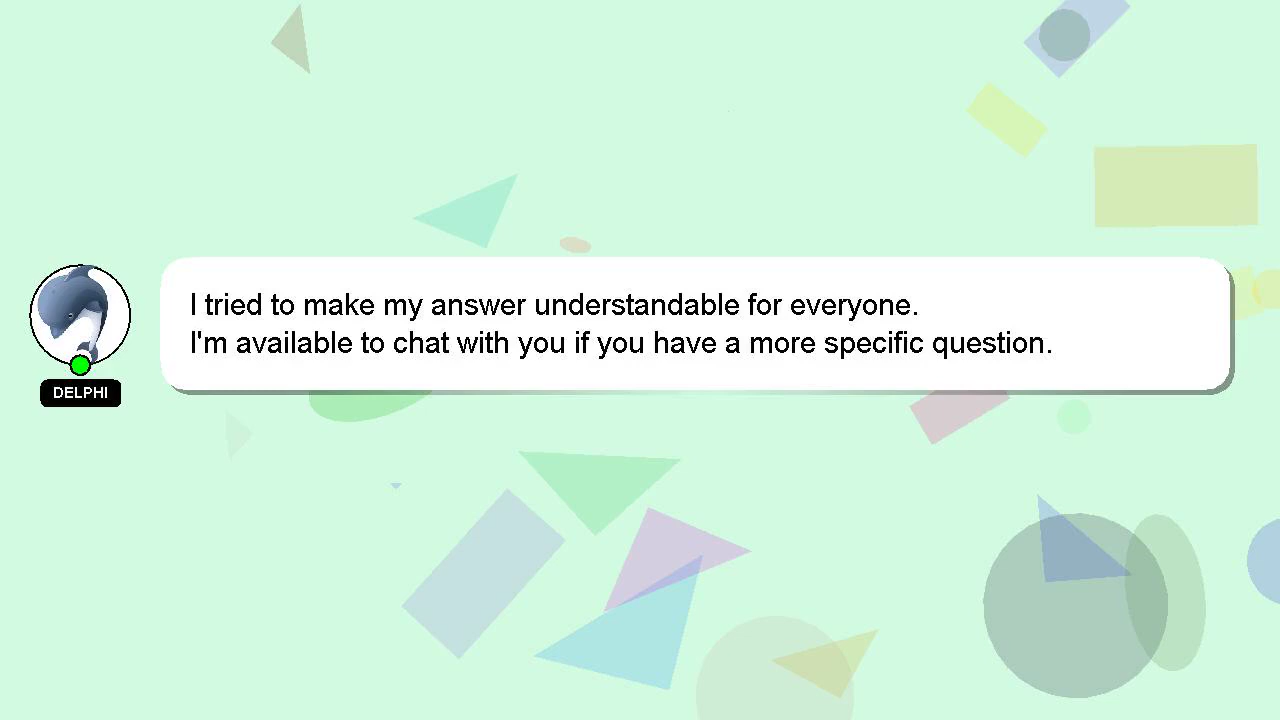 I tried to make my answer understandable for everyone.
I'm available to chat with you if you have a more specific question.
DELPHI